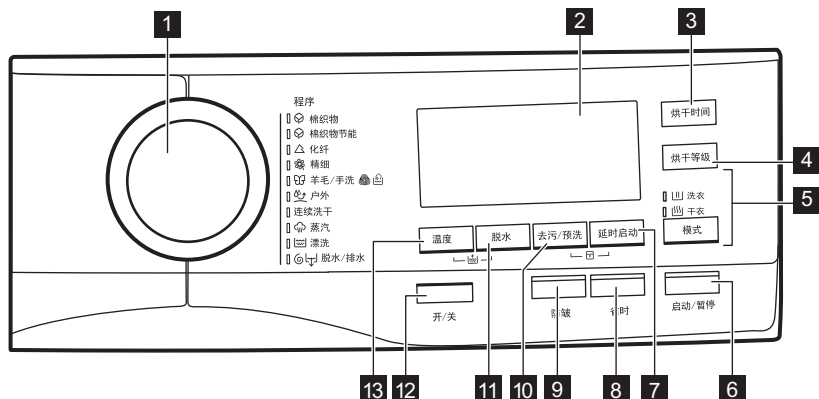 1
2
3
程序
棉织物
棉织物节能
化纤
精细
羊毛/手洗
户外
连续洗干
蒸汽
漂洗
脱水/排水
烘干时间
烘干等级
4
5
洗衣
干衣
模式
温度
脱水
去污/预洗
延时启动
开/关
防皱
省时
启动/暂停
13
12
11
10
9
8
7
6